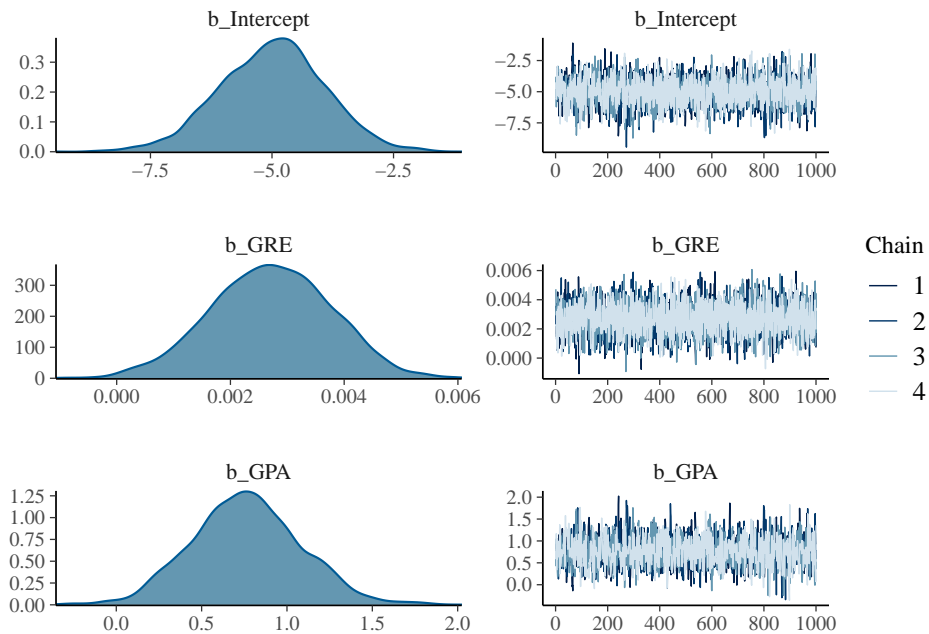 b_Intercept
0.3
0.2
0.1
0.0
−7.5 −5.0 −2.5
b_Intercept
−2.5
−5.0
−7.5
0 200 400 600 800 1000
b_GRE
300
200
100
0
0.000 0.002 0.004 0.006
b_GRE
0.006
0.004
0.002
0.000
0 200 400 600 800 1000
Chain
1
2
3
4
b_GPA
1.25
1.00
0.75
0.50
0.25
0.00
0.0 0.5 1.0 1.5 2.0
b_GPA
2.0
1.5
1.0
0.5
0.0
0 200 400 600 800 1000